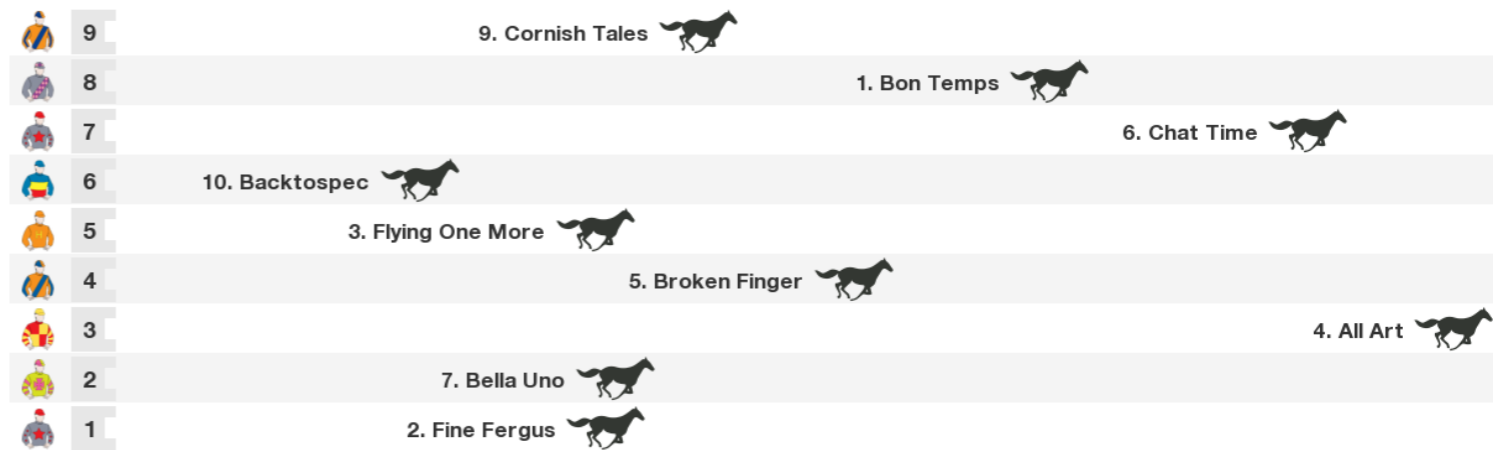 9 9. Cornish Tales
8 1. Bon Temps
7 6. Chat Time
6 10. Backtospec
5 3. Flying One More
4 5. Broken Finger
3 4. All Art
2 7. Bella Uno
1 2. Fine Fergus